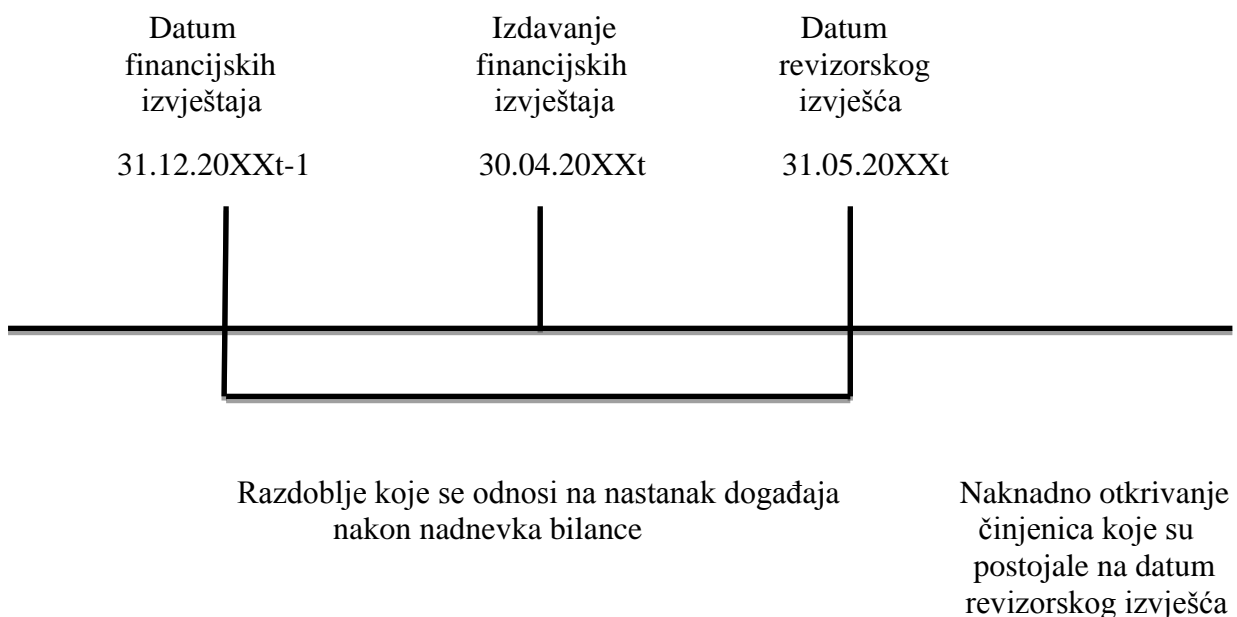 Datum
financijskih
izvještaja
31.12.20XXt-1
Izdavanje
financijskih
izvještaja
30.04.20XXt
Datum
revizorskog
izvješća
31.05.20XXt
Razdoblje koje se odnosi na nastanak događaja
nakon nadnevka bilance
Naknadno otkrivanje
činjenica koje su
postojale na datum
revizorskog izvješća